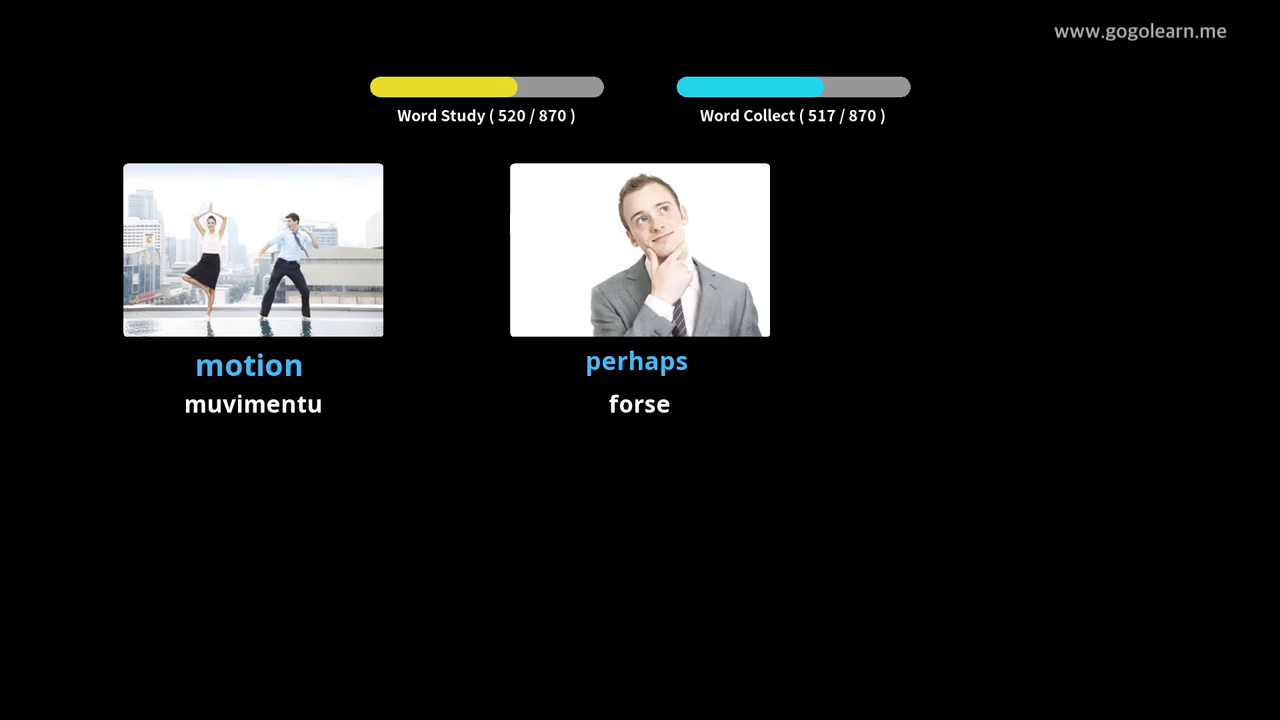 www.gogolearn.me
Word Study ( 520 / 870 )
Word Collect ( 517 / 870 )
motion
muvimentu
perhaps
forse